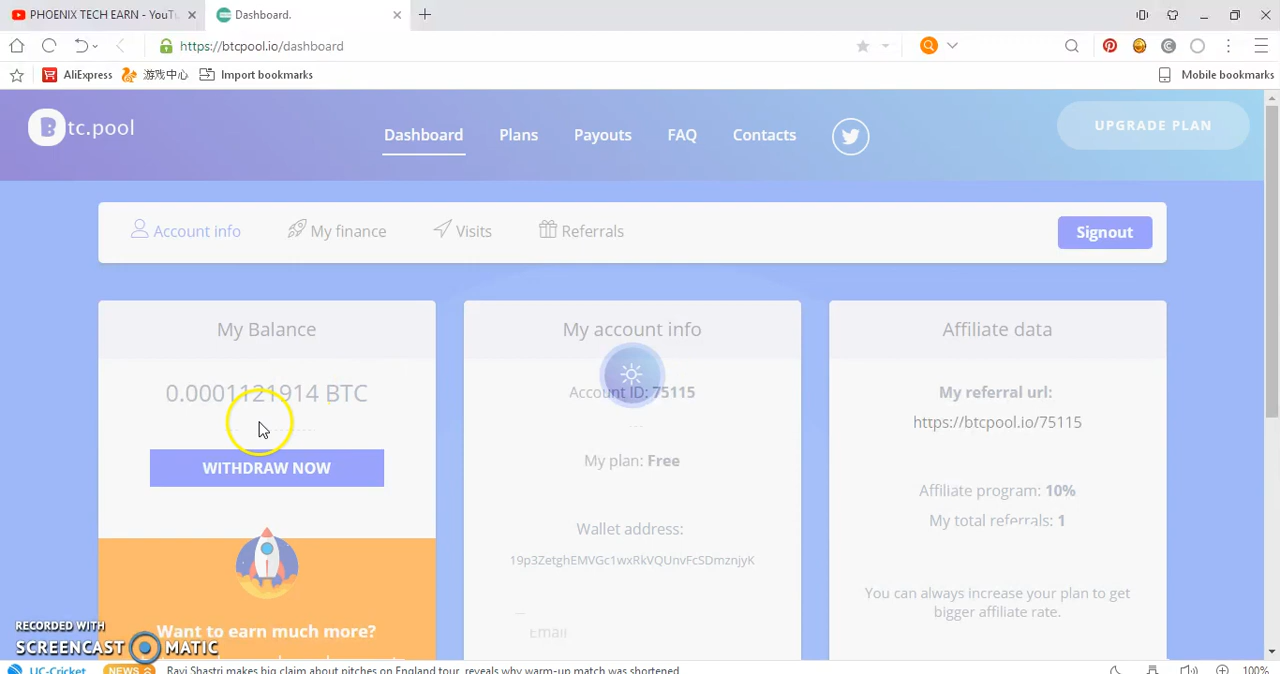 PHOENIX TECH EARN - YouTu
Dashboard.
https://btcpool.io/dashboard
AliExpress
游戏中心
Import bookmarks
Mobile bookmarks
Btc.pool
Dashboard
Plans
Payouts
FAQ
Contacts
UPGRADE PLAN
Account info
My finance
Visits
Referrals
Signout
My Balance
0.0001121914 BTC
WITHDRAW NOW
Want to earn much more?
My account info
Account ID: 75115
My plan: Free
Wallet address:
19p3ZetghEMVGc1wxRkVQUnvFcSDmznjyK
Email
Affiliate data
My referral url:
https://btcpool.io/75115
Affiliate program: 10%
My total referrals: 1
You can always increase your plan to get
bigger affiliate rate.
RECORDED WITH
SCREENCAST MATIC
UC-Cricket
NEWS
Ravi Shastri makes big claim about pitches on England tour, reveals why warm-up match was shortened
100%